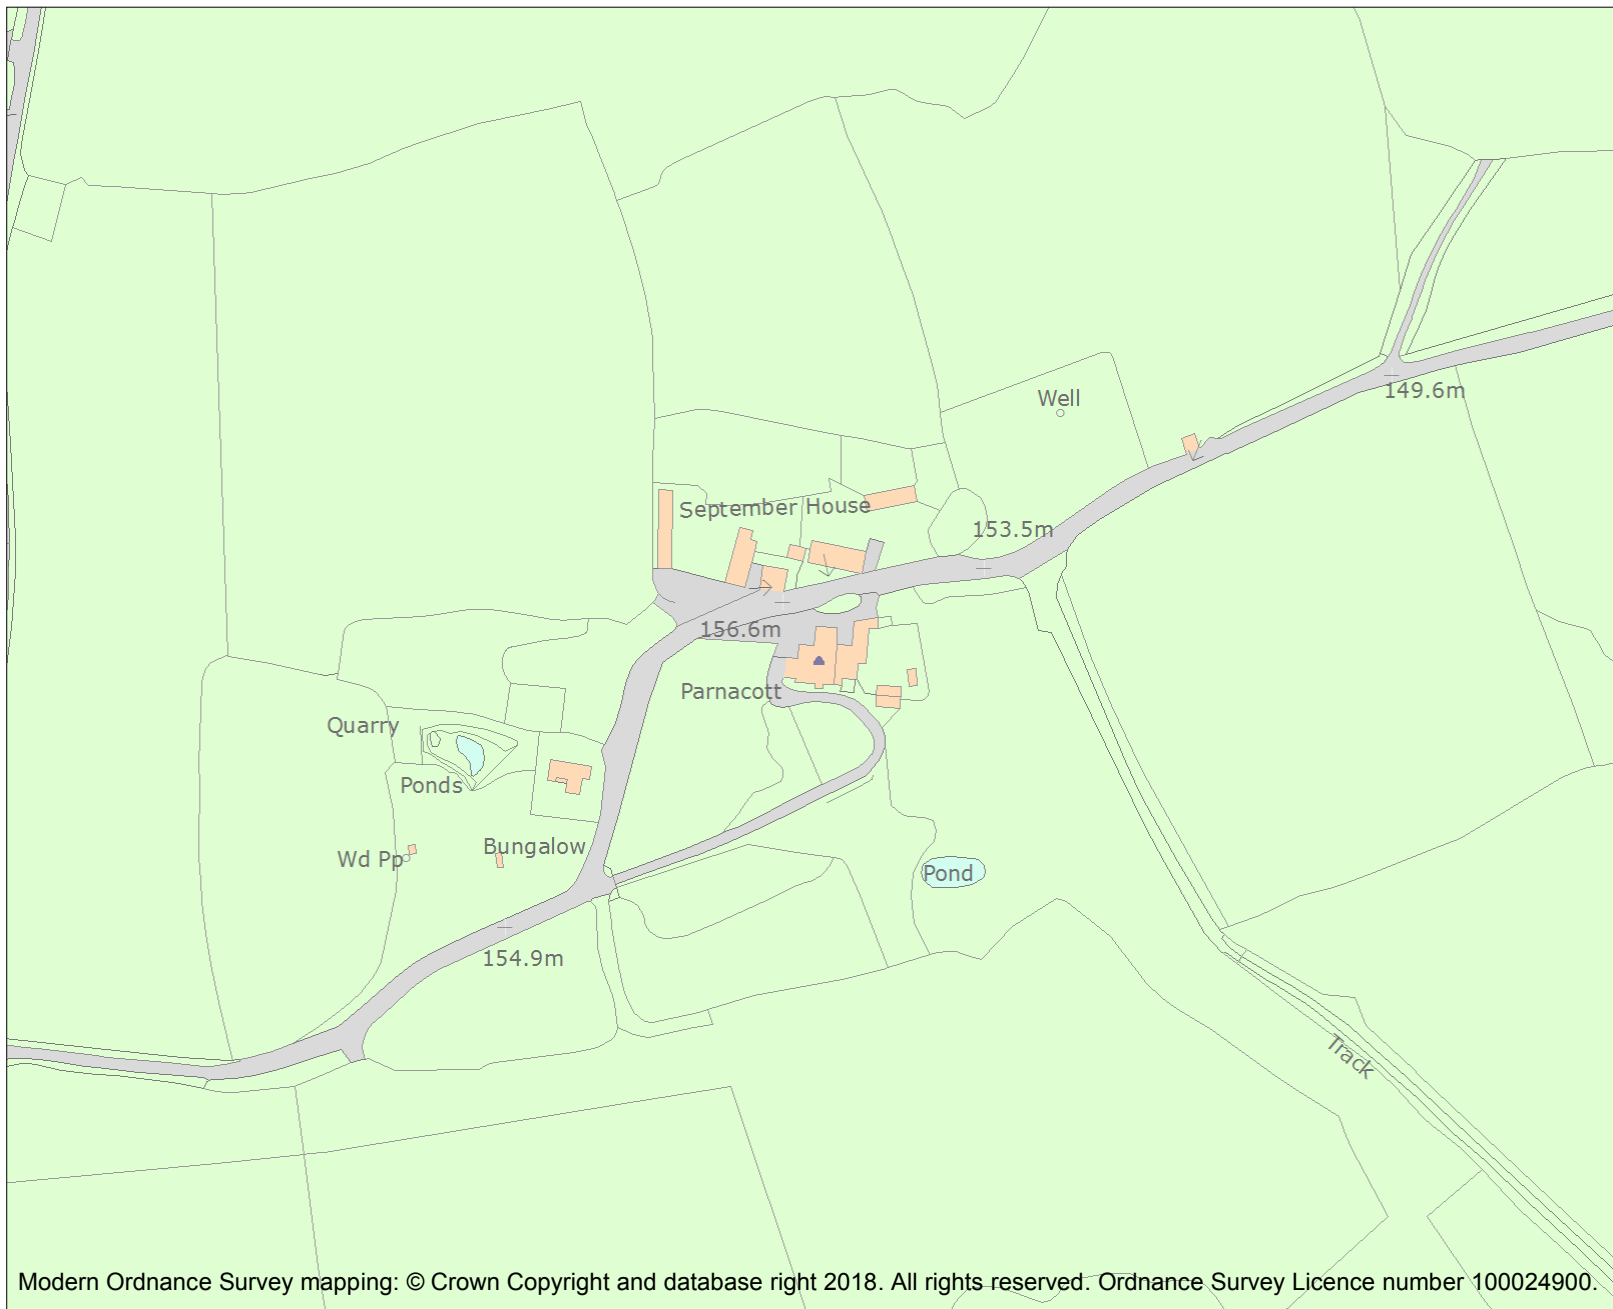 149.6m
Well
September House
153.5m
156.6m
Parnacott
Quarry
Ponds
Bungalow
Wd Pp
Pond
154.9m
Track
Modern Ordnance Survey mapping: © Crown Copyright and database right 2018. All rights reserved. Ordnance Survey Licence number 100024900.